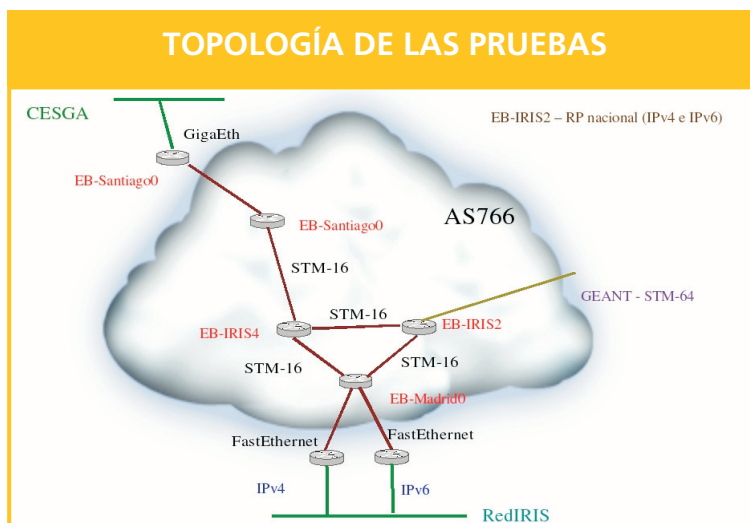 TOPOLOGÍA DE LAS PRUEBAS
CESGA
GigaEth
EB-IRIS2 – RP nacional (IPv4 e IPv6)
EB-Santiago0
EB-Santiago0
AS766
STM-16
GEANT - STM-64
STM-16
EB-IRIS4
EB-IRIS2
STM-16
STM-16
EB-Madrid0
FastEthernet
FastEthernet
IPv4
IPv6
RedIRIS